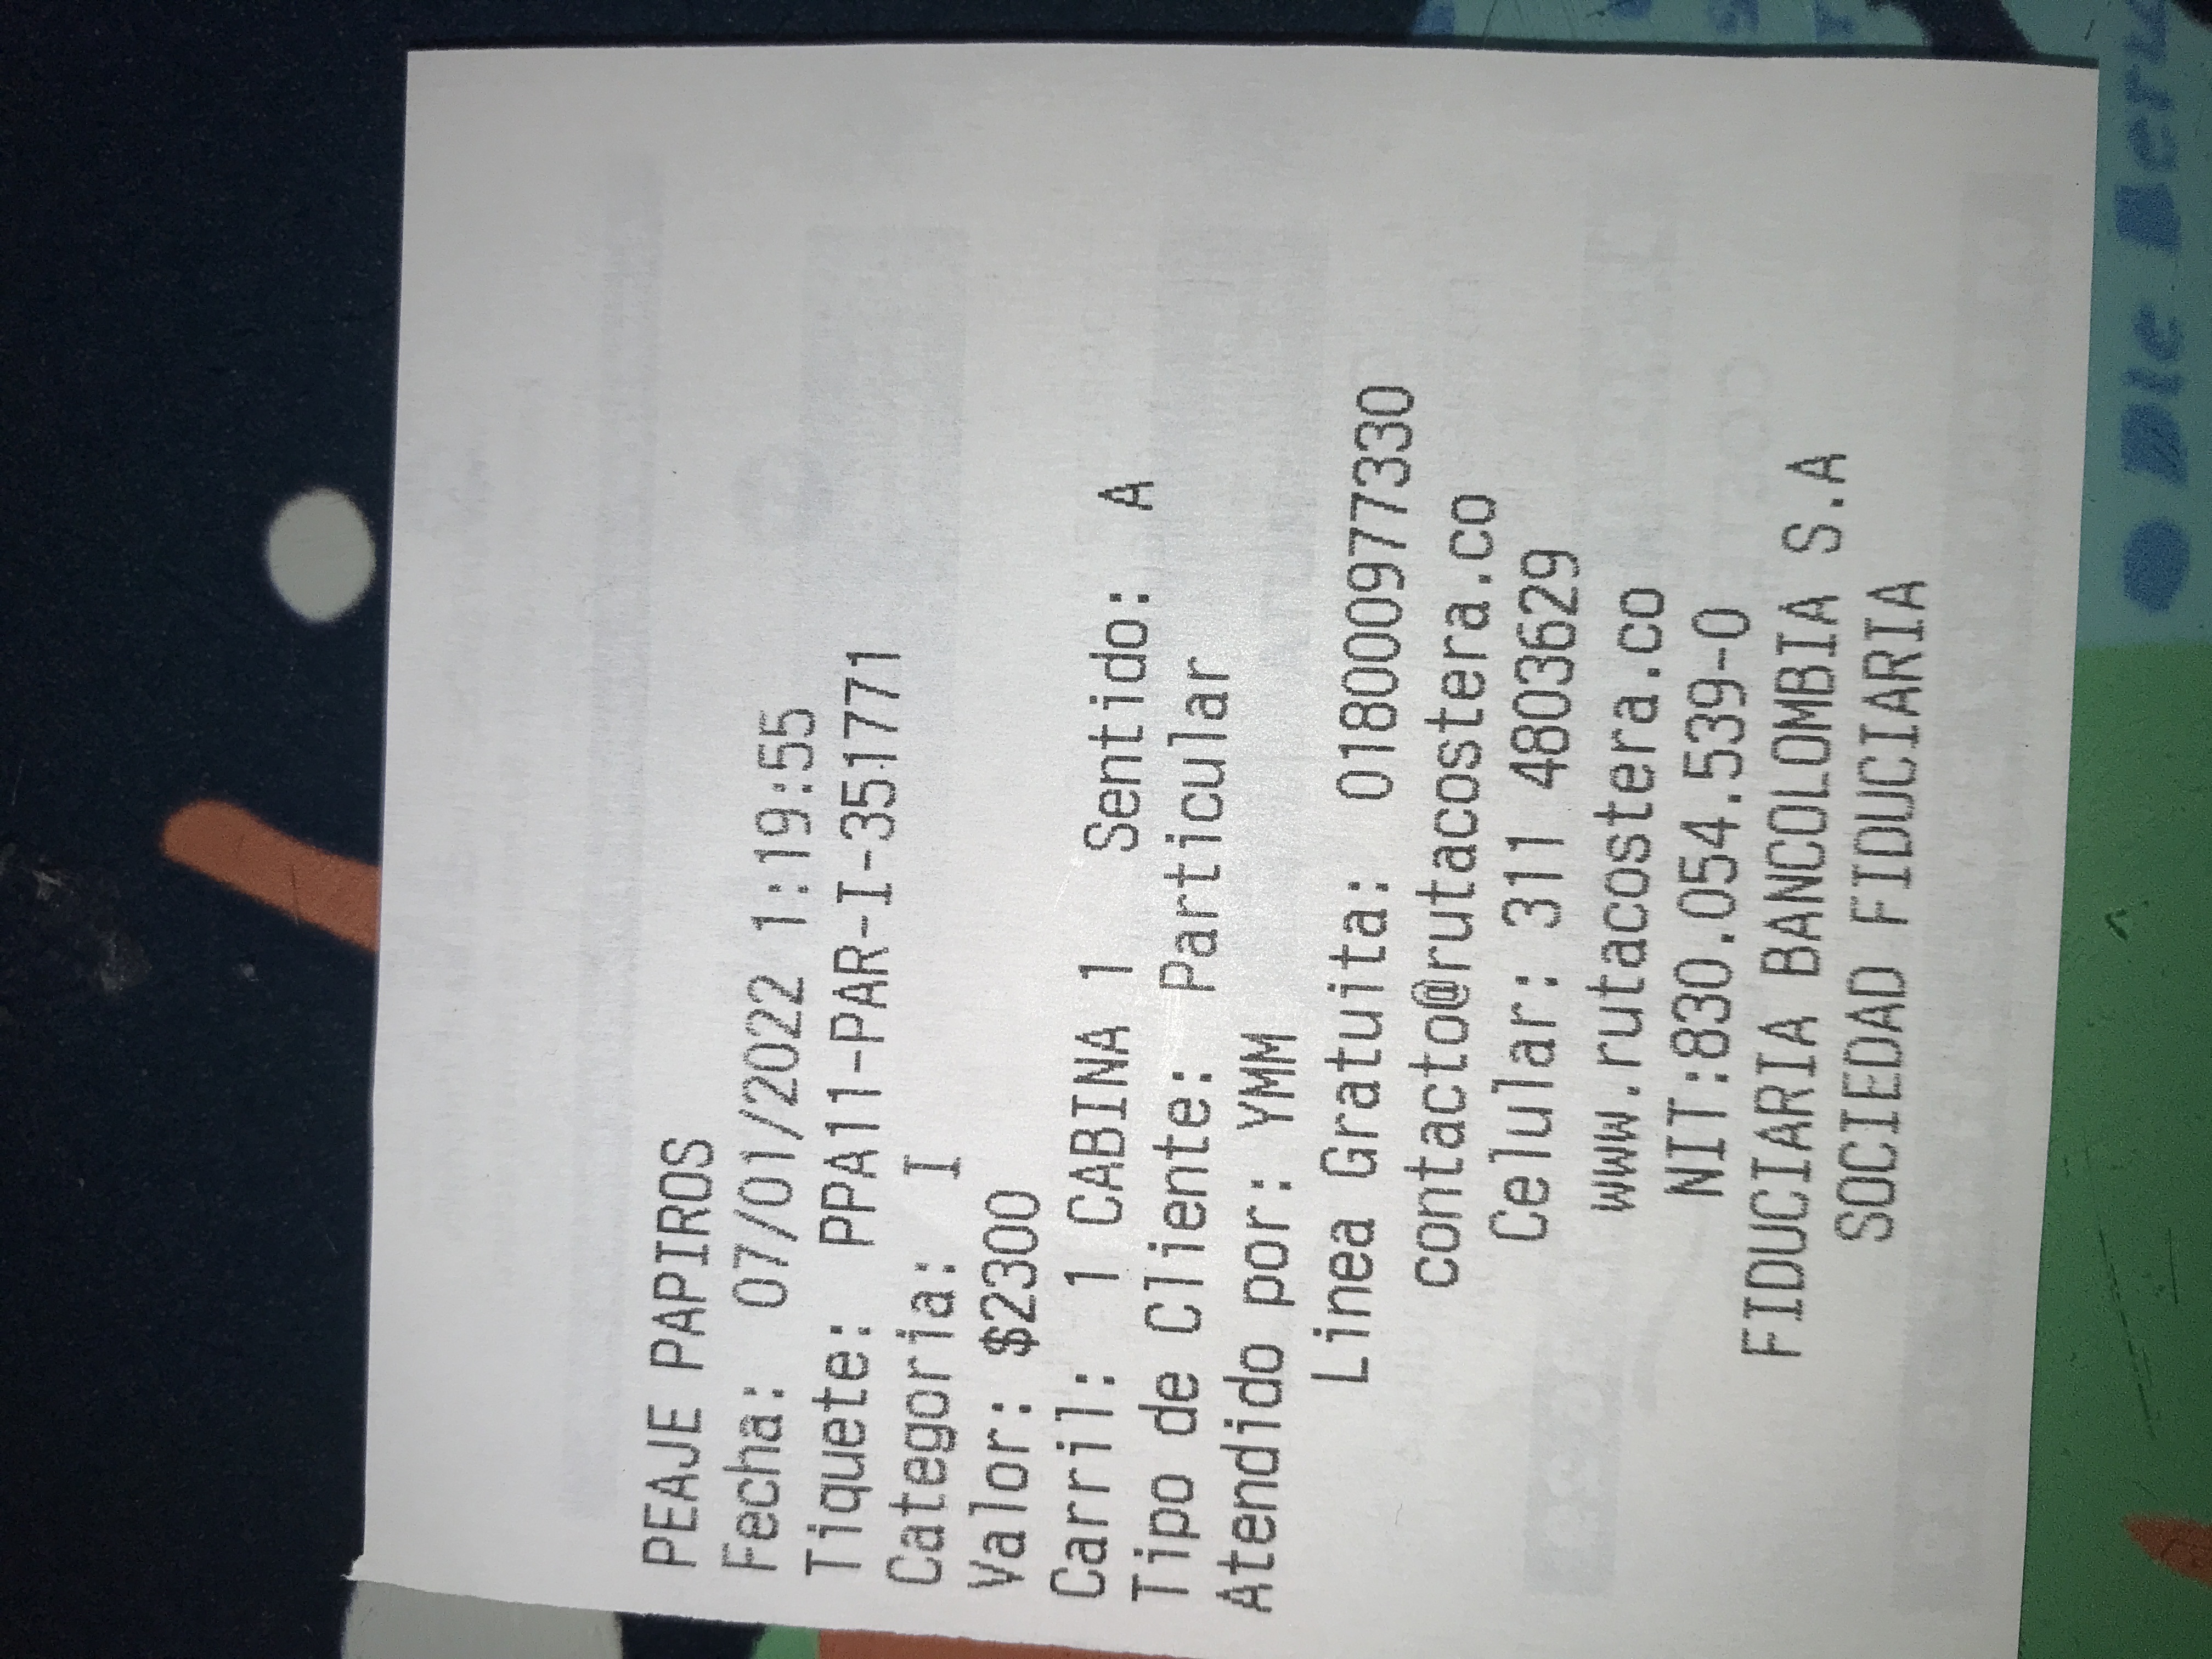 PEAJE PAPIROS
Fecha: 07/01/2022 1:19:55
Tiquete: PPA11-PAR-I-351771
Categoria: I
Valor: $2300
Carril: 1 CABINA 1 Sentido: A
Tipo de Cliente: Particular
Atendido por: YMM
Linea Gratuita: 018000977330
contacto@rutacostera.co
Celular: 311 4803629
www.rutacostera.co
NIT:830.054.539-0
FIDUCIARIA BANCOLOMBIA S.A
SOCIEDAD FIDUCIARIA